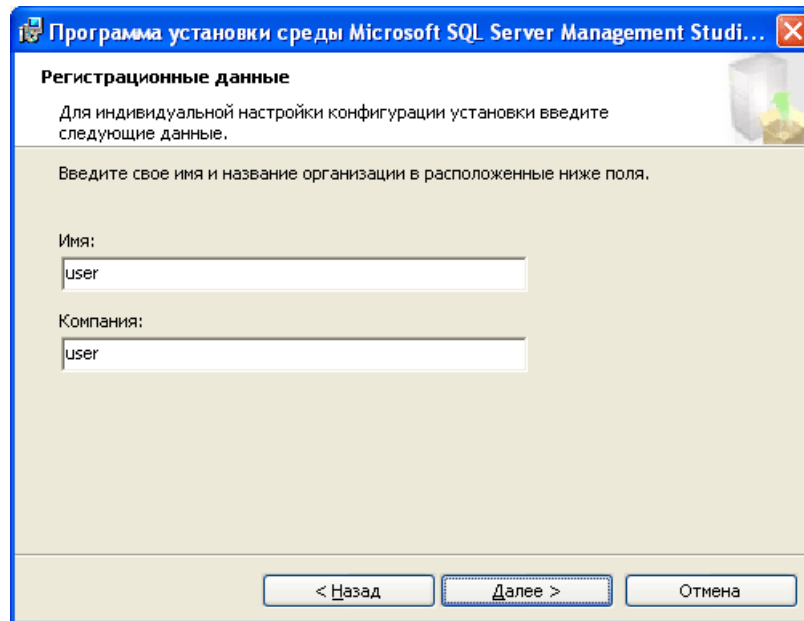 Программа установки среды Microsoft SQL Server Management Studi...
Регистрационные данные
Для индивидуальной настройки конфигурации установки введите
следующие данные.
Введите свое имя и название организации в расположенные ниже поля.
Имя:
user
Компания:
user
< Назад
Далее >
Отмена